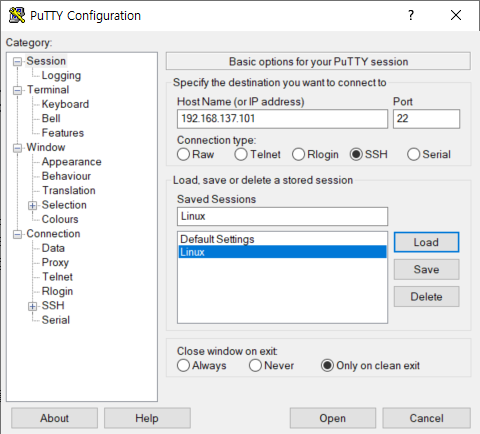 PuTTY Configuration
Category:
Session
Logging
Terminal
Keyboard
Bell
Features
Window
Appearance
Behaviour
Translation
Selection
Colours
Connection
Data
Proxy
Telnet
Rlogin
SSH
Serial
Basic options for your PuTTY session
Specify the destination you want to connect to
Host Name (or IP address) Port
192.168.137.101 22
Connection type:
Raw Telnet Rlogin SSH Serial
Load, save or delete a stored session
Saved Sessions
Linux
Default Settings
Linux
Load
Save
Delete
Close window on exit:
Always Never Only on clean exit
About Help Open Cancel